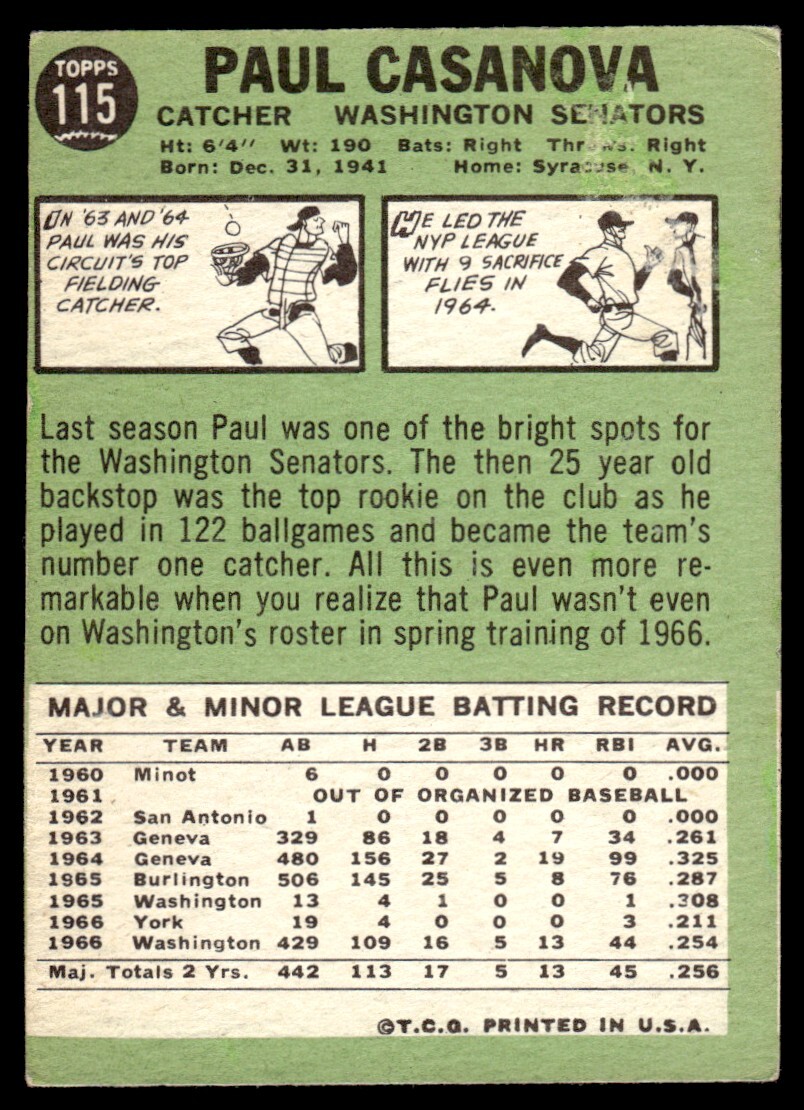 TOPPS
115
PAUL CASANOVA
CATCHER WASHINGTON SENATORS
Ht: 6'4" Wt: 190 Bats: Right Throws: Right
Born: Dec. 31, 1941 Home: Syracuse, N. Y.
IN '63 AND '64
PAUL WAS HIS
CIRCUIT'S TOP
FIELDING
CATCHER.
HE LED THE
NYP LEAGUE
WITH 9 SACRIFICE
FLIES IN
1964.
Last season Paul was one of the bright spots for
the Washington Senators. The then 25 year old
backstop was the top rookie on the club as he
played in 122 ballgames and became the team's
number one catcher. All this is even more re-
markable when you realize that Paul wasn't even
on Washington's roster in spring training of 1966.
MAJOR & MINOR LEAGUE BATTING RECORD
YEAR TEAM AB H 2B 3B HR RBI AVG.
1960 Minot 6 0 0 0 0 0 .000
1961 OUT OF ORGANIZED BASEBALL
1962 San Antonio 1 0 0 0 0 0 .000
1963 Geneva 329 86 18 4 7 34 .261
1964 Geneva 480 156 27 2 19 99 .325
1965 Burlington 506 145 25 5 8 76 .287
1965 Washington 13 4 1 0 0 1 .308
1966 York 19 4 0 0 0 3 .211
1966 Washington 429 109 16 5 13 44 .254
Maj. Totals 2 Yrs. 442 113 17 5 13 45 .256
©T.C.G. PRINTED IN U.S.A.